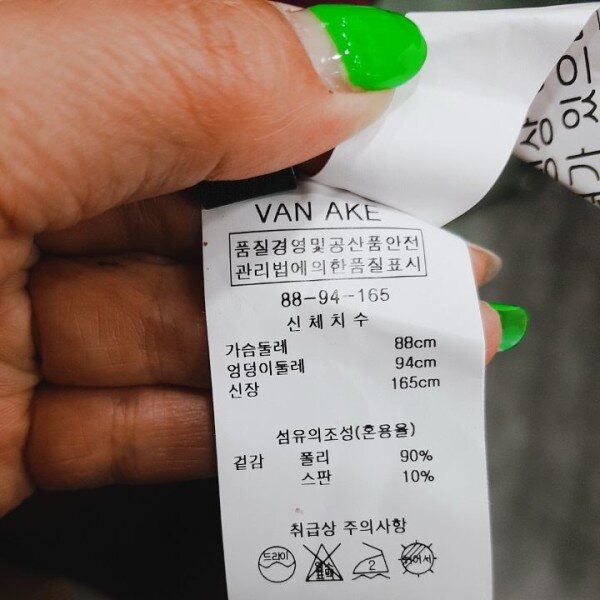 VAN AKE
품질경영및공산품안전
관리법에의한품질표시
88-94-165
신체치수
가슴둘레 88cm
엉덩이둘레 94cm
신장 165cm
섬유의조성(혼용율)
겉감 폴리 90%
스판 10%
취급상 주의사항
드라이 2